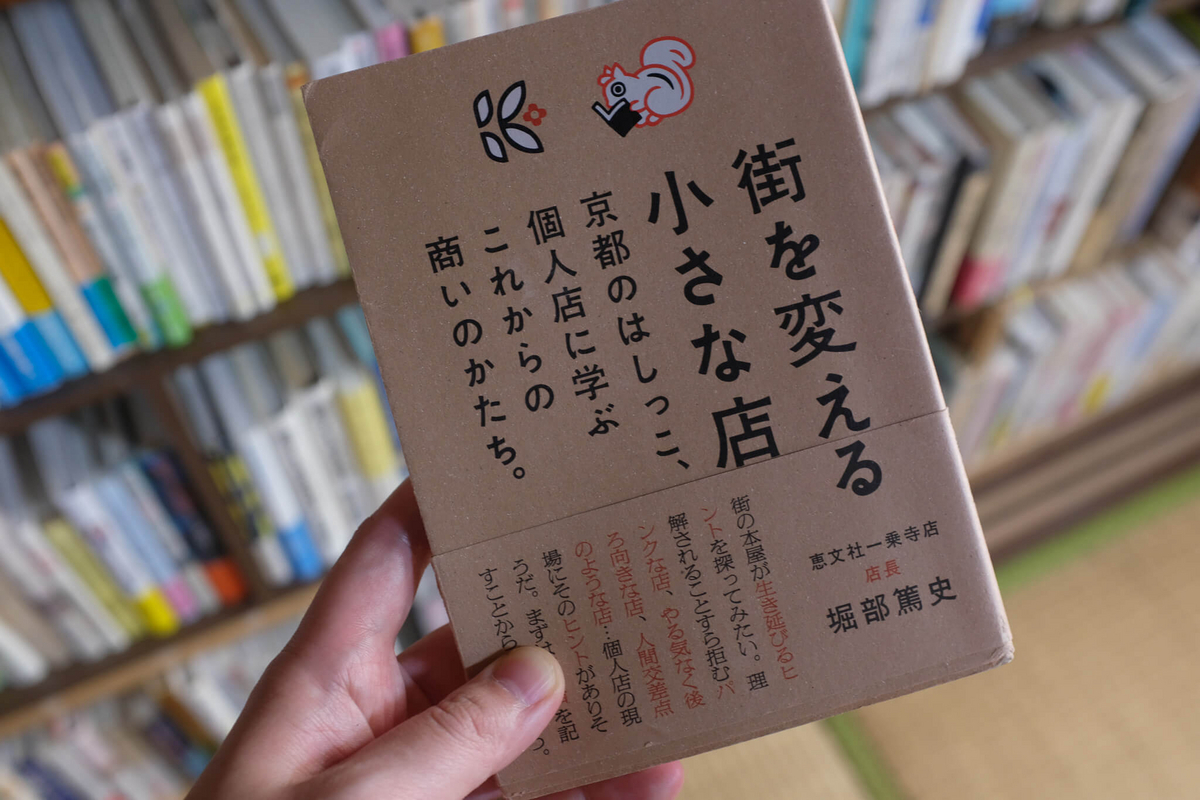 街を変える
小さな店
京都のはしっこ、
個人店に学ぶ
これからの
商いのかたち。
恵文社一乗寺店
店長
堀部篤史
街の本屋が生き延びるヒ
ントを探ってみたい。理
解されることすら拒むパ
ンクな店、やる気なく後
ろ向きな店、人間交差点
のような店…個人店の現
場にそのヒントがありそ
うだ。まずは
を記
すことから